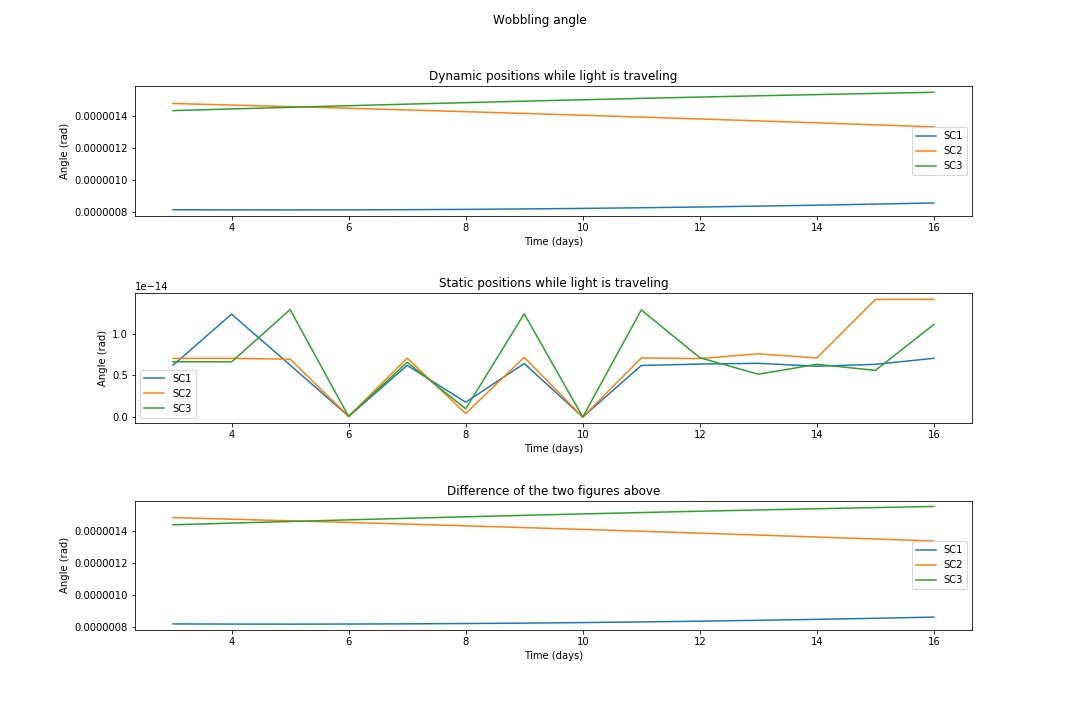 Wobbling angle
Dynamic positions while light is traveling
Angle (rad)
0.0000014
0.0000012
0.0000010
0.0000008
SC1
SC2
SC3
4 6 8 10 12 14 16
Time (days)
Static positions while light is traveling
1e−14
Angle (rad)
1.0
0.5
0.0
SC1
SC2
SC3
4 6 8 10 12 14 16
Time (days)
Difference of the two figures above
Angle (rad)
0.0000014
0.0000012
0.0000010
0.0000008
SC1
SC2
SC3
4 6 8 10 12 14 16
Time (days)